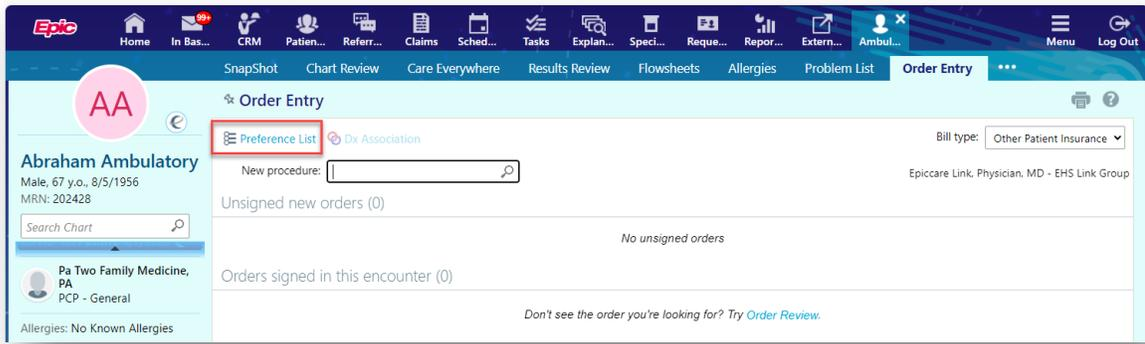 Epic
99+
Home In Bas... CRM Patien... Referr... Claims Sched... Tasks Explan... Speci... Reque... Repor... Extern... Ambul... Menu Log Out
SnapShot Chart Review Care Everywhere Results Review Flowsheets Allergies Problem List Order Entry
AA
Order Entry
Preference List Dx Association
Bill type: Other Patient Insurance
Abraham Ambulatory
Male, 67 y.o., 8/5/1956
MRN: 202428
Search Chart
New procedure:
Epiccare Link, Physician, MD - EHS Link Group
Unsigned new orders (0)
No unsigned orders
Pa Two Family Medicine,
PA
PCP - General
Orders signed in this encounter (0)
Allergies: No Known Allergies
Don't see the order you're looking for? Try Order Review.